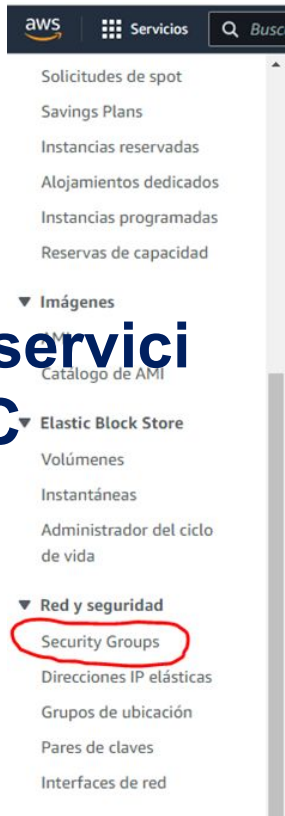 aws Servicios Busc
Solicitudes de spot
Savings Plans
Instancias reservadas
Alojamientos dedicados
Instancias programadas
Reservas de capacidad
Imágenes
AMI
servici
Catálogo de AMI
C
Elastic Block Store
Volúmenes
Instantáneas
Administrador del ciclo
de vida
Red y seguridad
Security Groups
Direcciones IP elásticas
Grupos de ubicación
Pares de claves
Interfaces de red